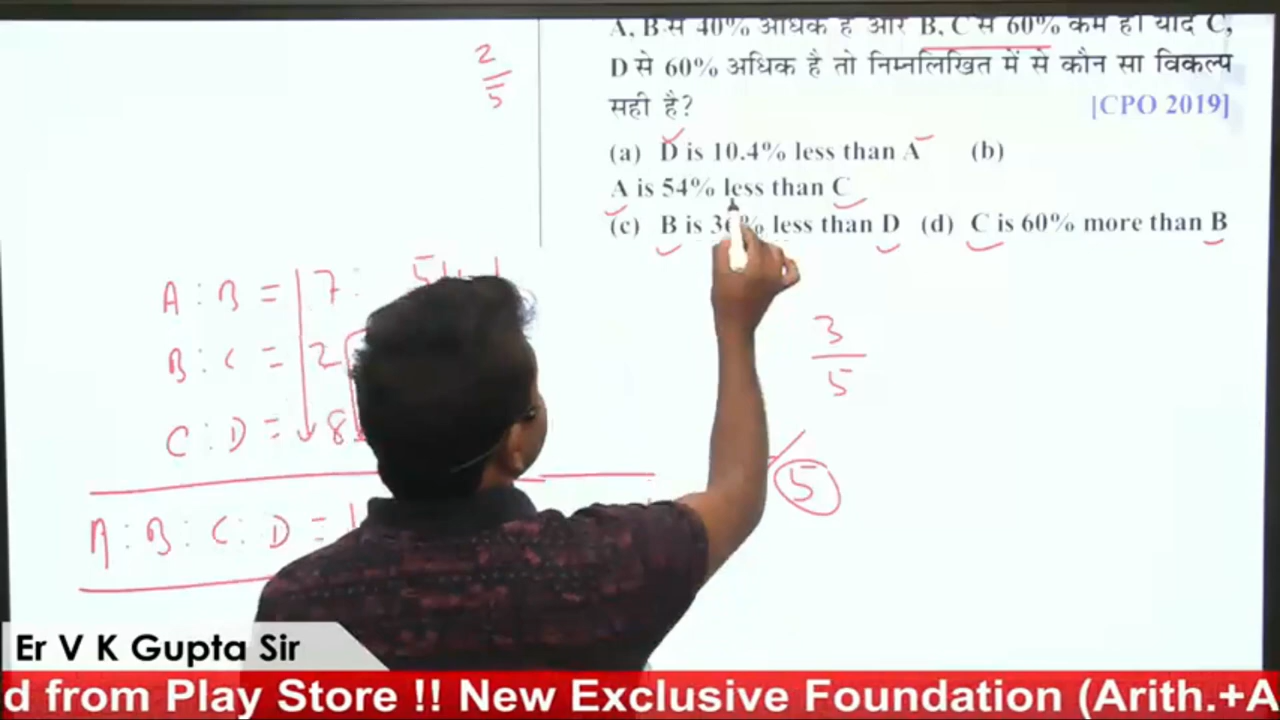 A, B से 40% अधिक है और B, C से 60% कम है। यदि C,
D से 60% अधिक है तो निम्नलिखित में से कौन सा विकल्प
सही है?
[CPO 2019]
(a) D is 10.4% less than A (b)
A is 54% less than C
(c) B is 36% less than D (d) C is 60% more than B
2
5
A : B = 7 :
B : C = 2
C : D = 8
A : B : C : D = 1
3
5
5
Er V K Gupta Sir
d from Play Store !! New Exclusive Foundation (Arith.+A